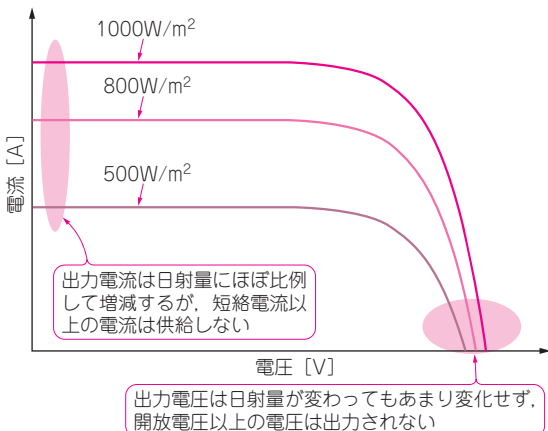 1000W/m²
800W/m²
500W/m²
電流［A］
出力電流は日射量にほぼ比例
して増減するが，短絡電流以
上の電流は供給しない
電圧［V］
出力電圧は日射量が変わってもあまり変化せず，
開放電圧以上の電圧は出力されない